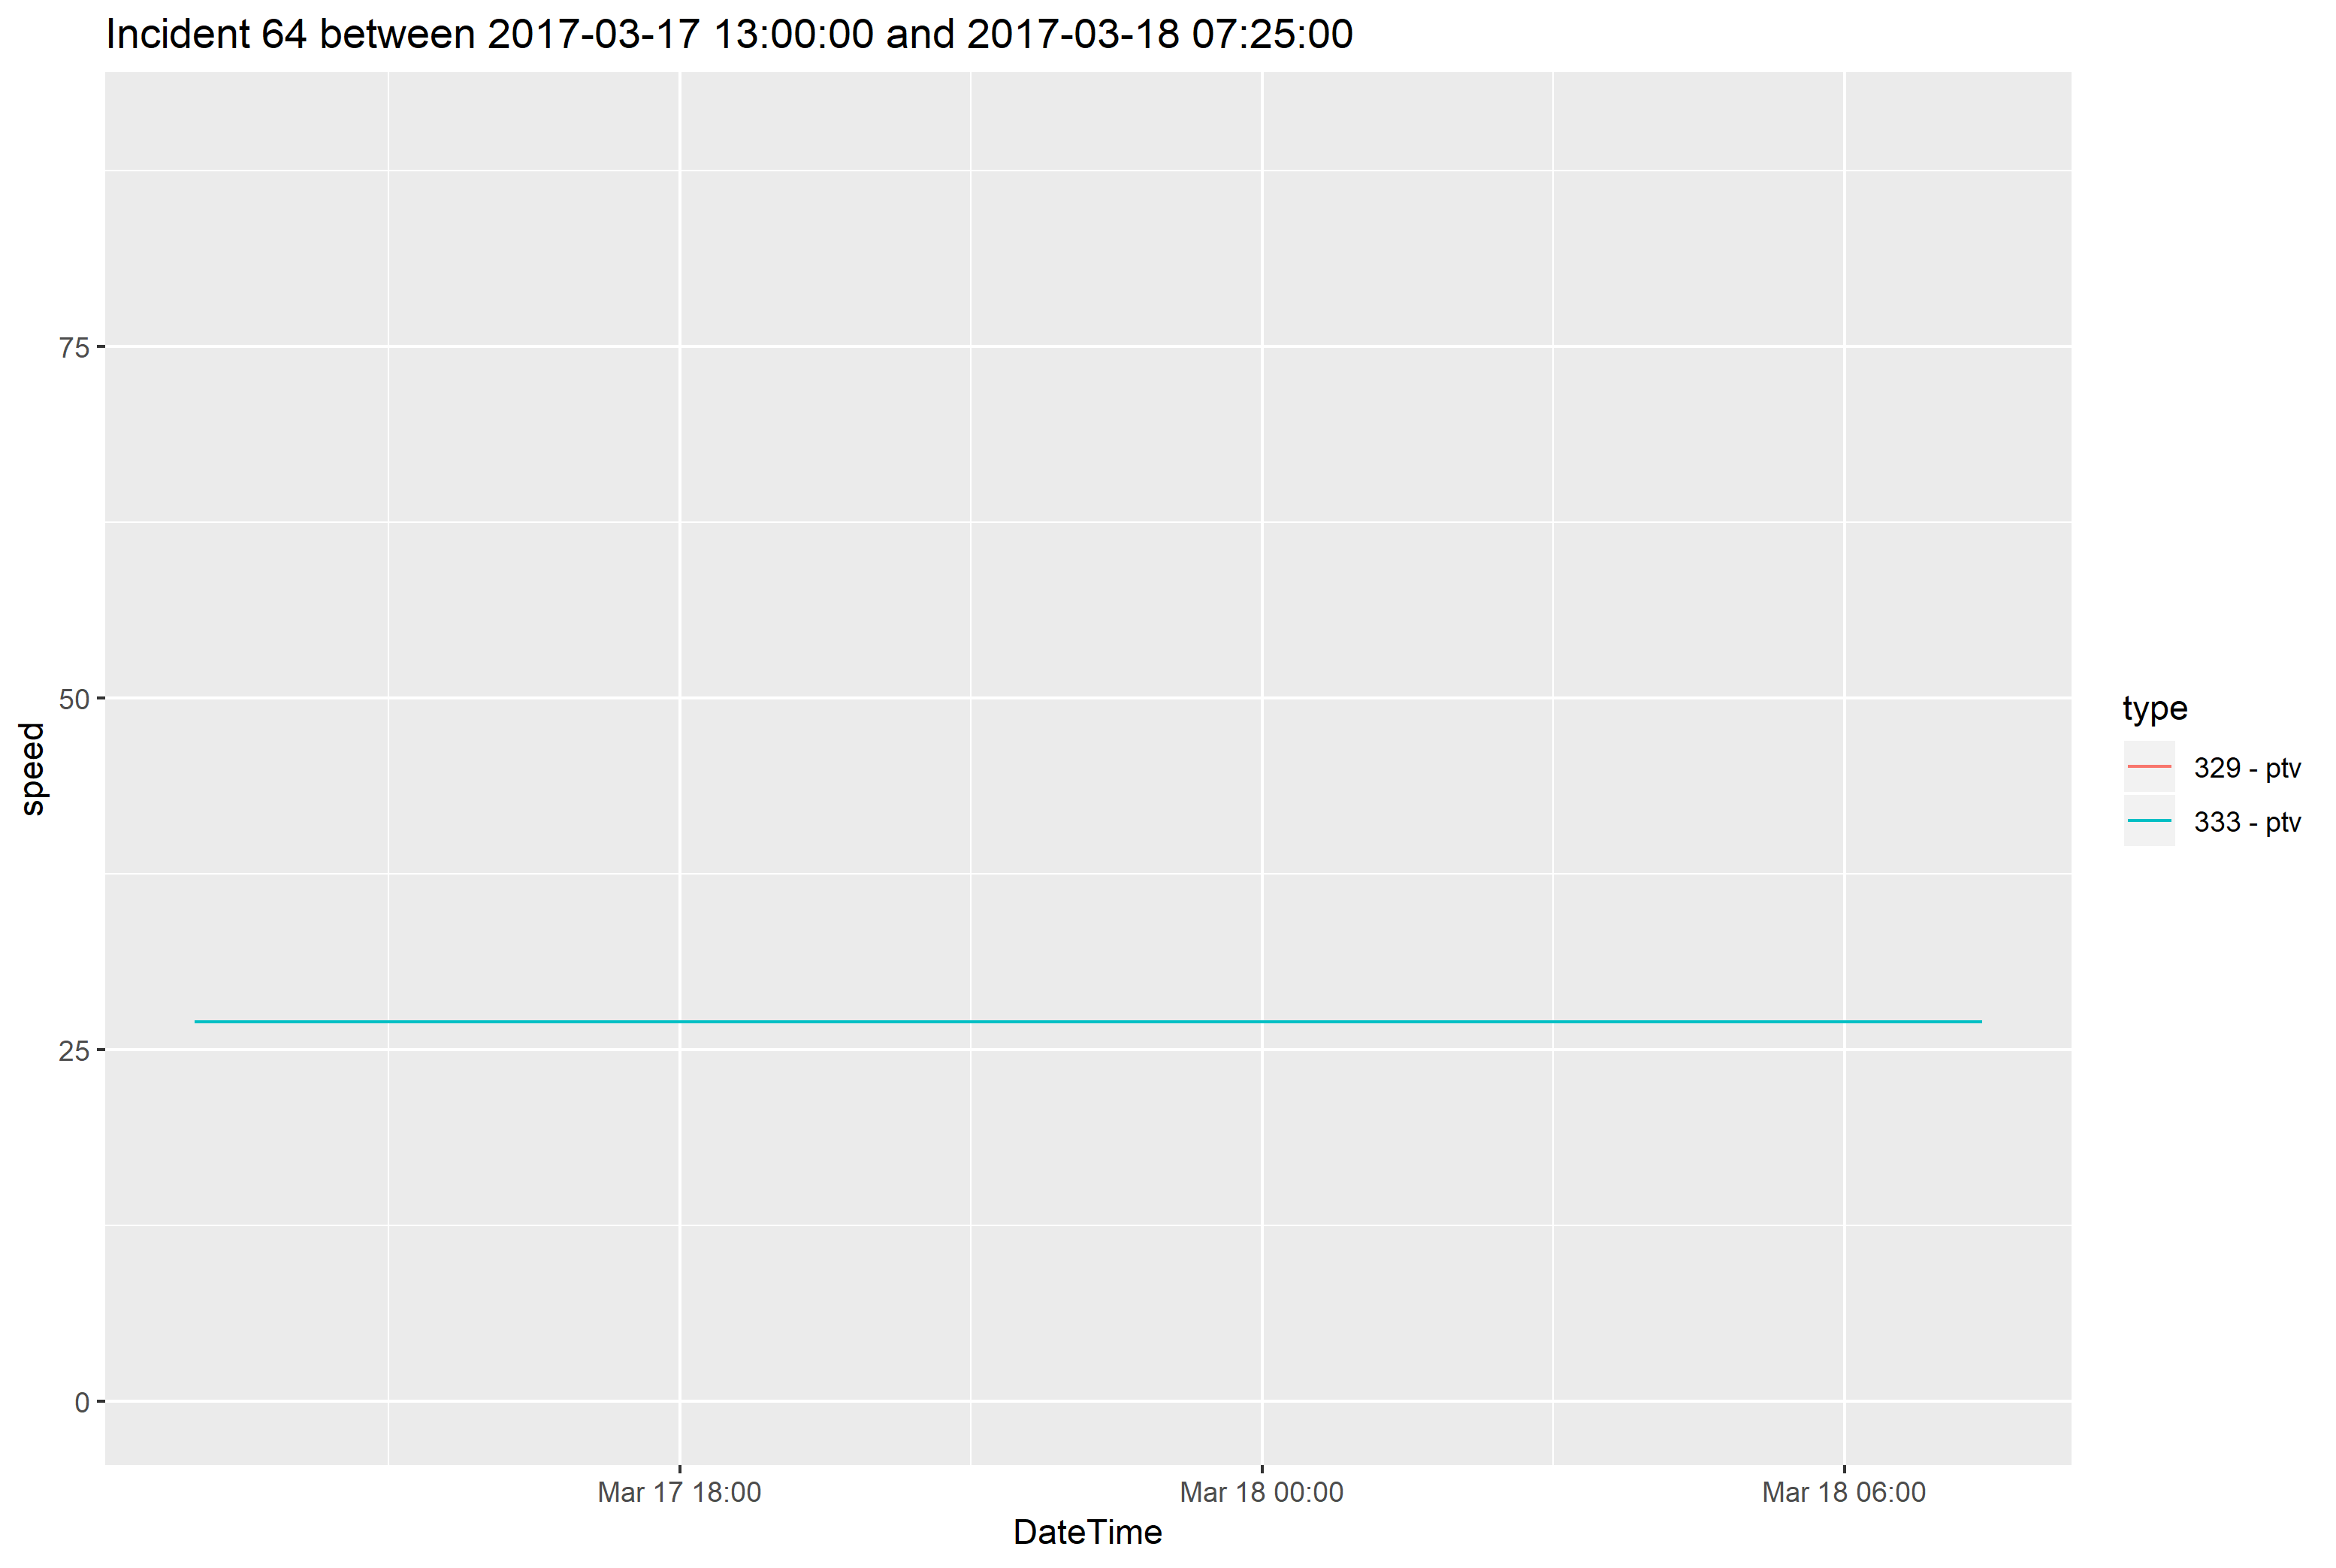 Incident 64 between 2017-03-17 13:00:00 and 2017-03-18 07:25:00
75
50
25
0
speed
Mar 17 18:00
Mar 18 00:00
Mar 18 06:00
DateTime
type
329 - ptv
333 - ptv